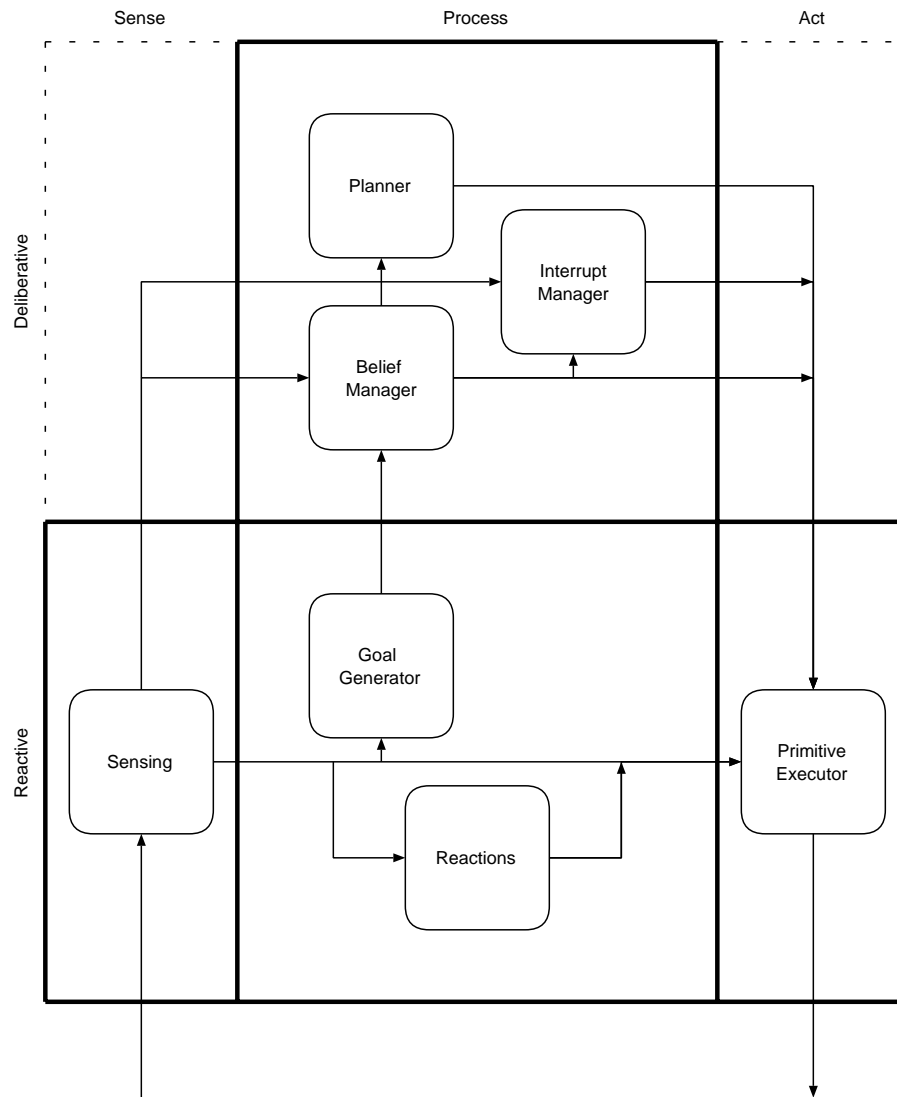 Sense
Process
Act
Deliberative
Planner
Interrupt
Manager
Belief
Manager
Reactive
Goal
Generator
Sensing
Primitive
Executor
Reactions